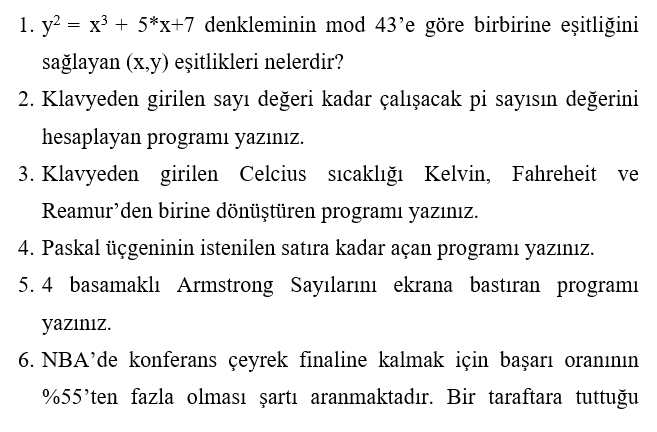 1. y² = x³ + 5*x+7 denkleminin mod 43’e göre birbirine eşitliğini
sağlayan (x,y) eşitlikleri nelerdir?
2. Klavyeden girilen sayı değeri kadar çalışacak pi sayısın değerini
hesaplayan programı yazınız.
3. Klavyeden girilen Celcius sıcaklığı Kelvin, Fahreheit ve
Reamur’den birine dönüştüren programı yazınız.
4. Paskal üçgeninin istenilen satıra kadar açan programı yazınız.
5. 4 basamaklı Armstrong Sayılarını ekrana bastıran programı
yazınız.
6. NBA’de konferans çeyrek finaline kalmak için başarı oranının
%55’ten fazla olması şartı aranmaktadır. Bir taraftara tuttuğu